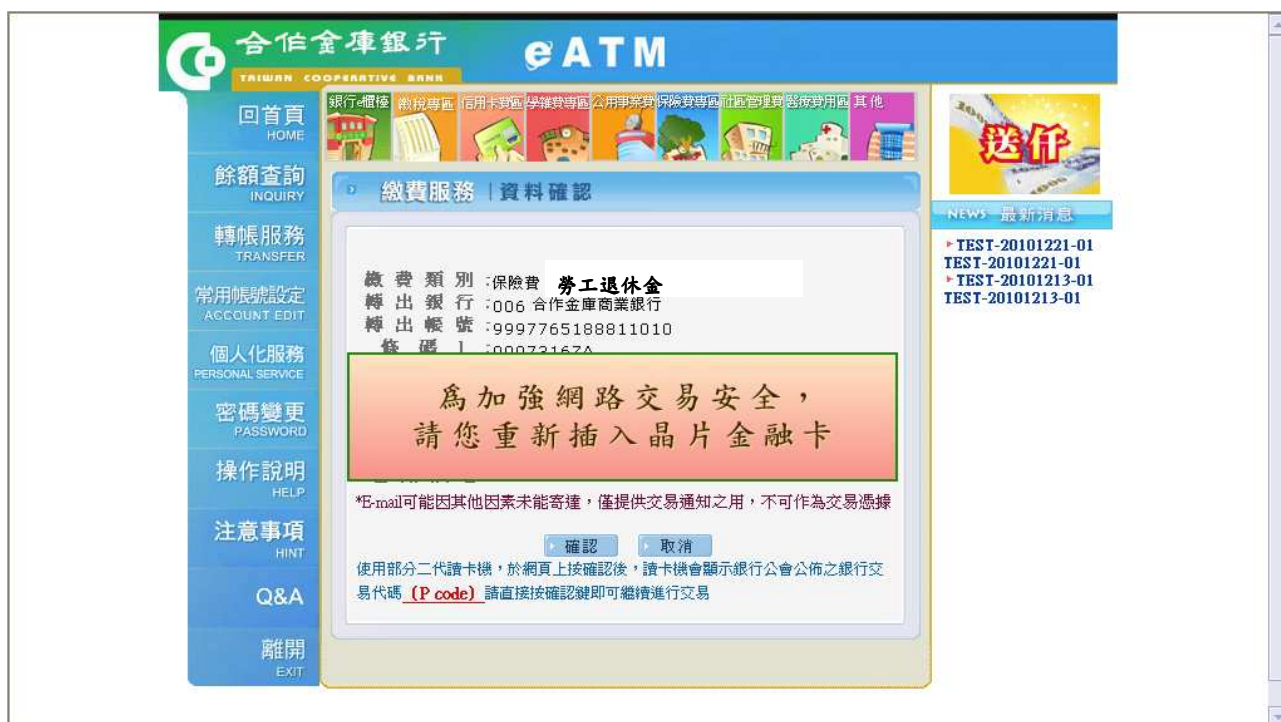 合作金庫銀行
TAIWAN COOPERATIVE BANK
eATM
回首頁
HOME
餘額查詢
INQUIRY
轉帳服務
TRANSFER
常用帳號設定
ACCOUNT EDIT
個人化服務
PERSONAL SERVICE
密碼變更
PASSWORD
操作說明
HELP
注意事項
HINT
Q&A
離開
EXIT
銀行e櫃檯 繳稅專區 信用卡費區 學雜費專區 公用事業費 保險費專區 社區管理費 醫療費用區 其他
繳費服務 | 資料確認
繳費類別:保險費 勞工退休金
轉出銀行:006 合作金庫商業銀行
轉出帳號:9997765188811010
條碼1:0097316ZA
為加強網路交易安全，
請您重新插入晶片金融卡
*E-mail可能因其他因素未能寄達，僅提供交易通知之用，不可作為交易憑據
確認 取消
使用部分二代讀卡機，於網頁上按確認後，讀卡機會顯示銀行公會公佈之銀行交
易代碼 (P code) 請直接按確認鍵即可繼續進行交易
送仟
NEWS 最新消息
TEST-20101221-01
TEST-20101221-01
TEST-20101213-01
TEST-20101213-01